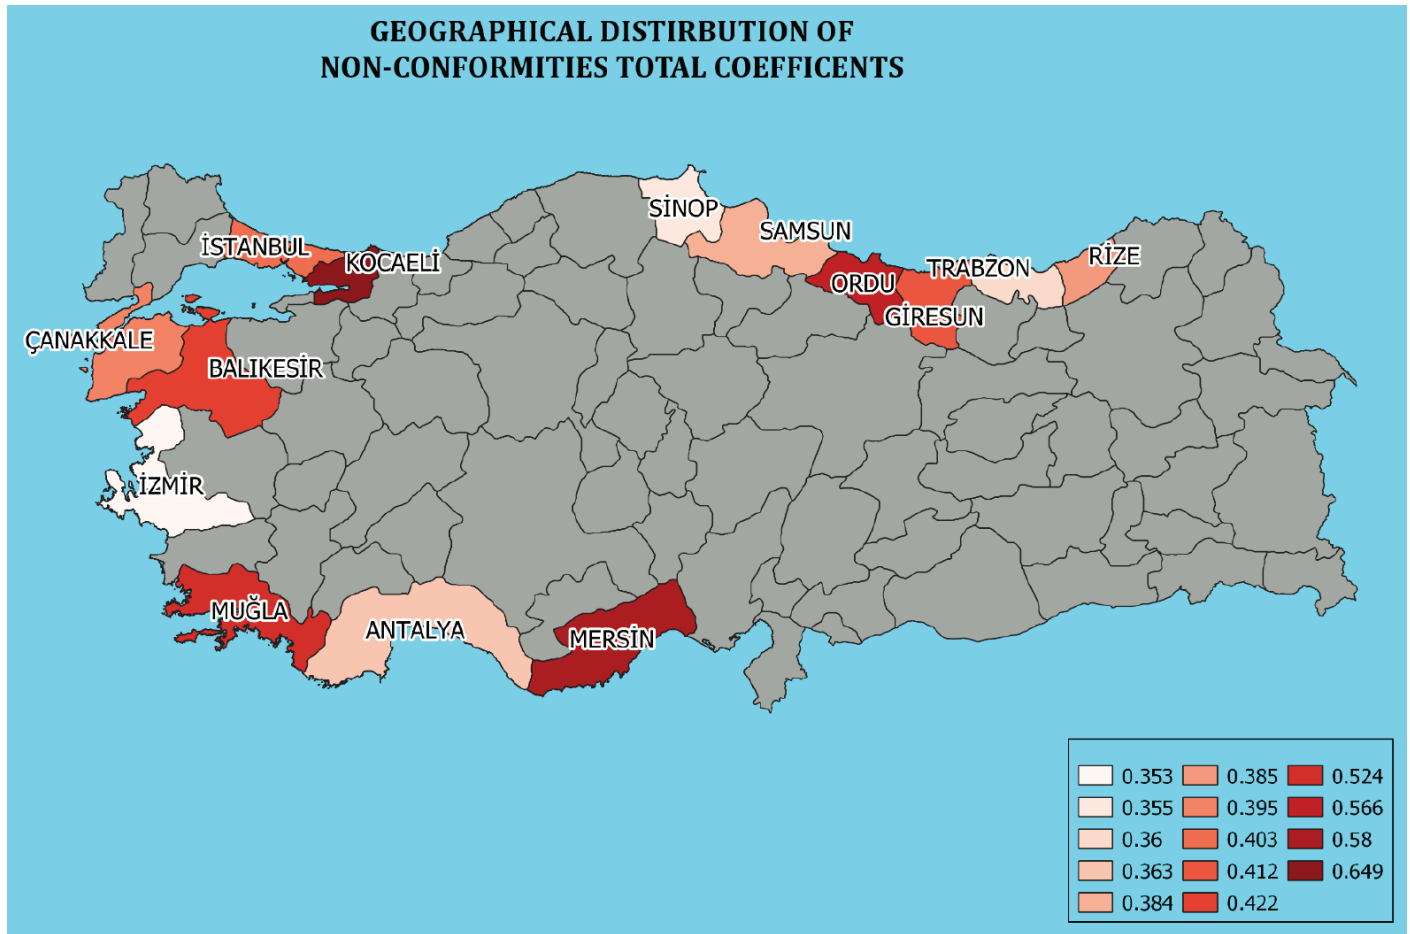 GEOGRAPHICAL DISTIRBUTION OF
NON-CONFORMITIES TOTAL COEFFICENTS
SİNOP
SAMSUN
İSTANBUL
KOCAELİ
RİZE
TRABZON
ORDU
GİRESUN
ÇANAKKALE
BALIKESİR
İZMİR
MUĞLA
ANTALYA
MERSİN
0.353 0.385 0.524
0.355 0.395 0.566
0.36 0.403 0.58
0.363 0.412 0.649
0.384 0.422